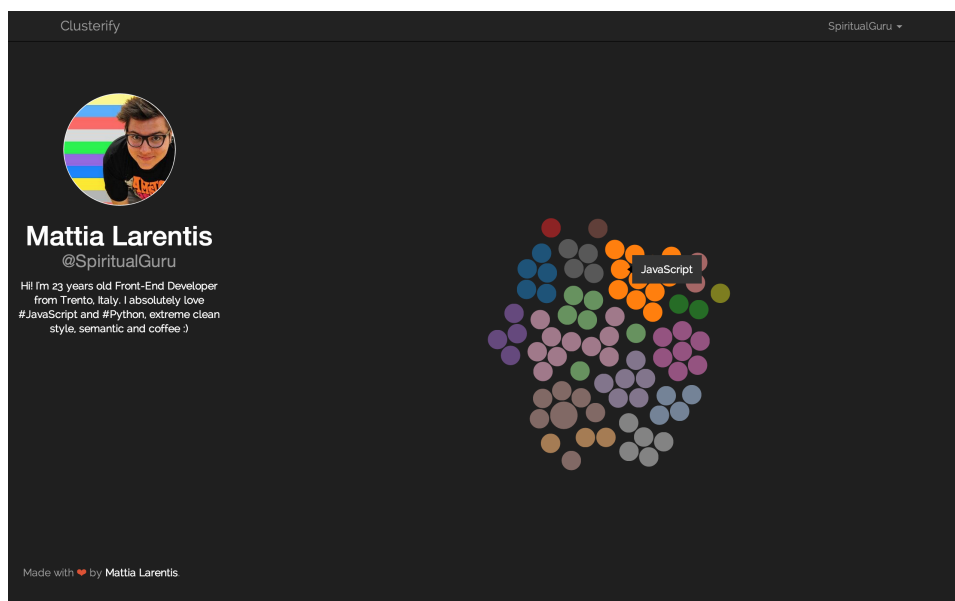 Clusterify
SpiritualGuru
Mattia Larentis
@SpiritualGuru
Hi! I'm 23 years old Front-End Developer
from Trento, Italy. I absolutely love
#JavaScript and #Python, extreme clean
style, semantic and coffee :)
JavaScript
Made with ❤ by Mattia Larentis.